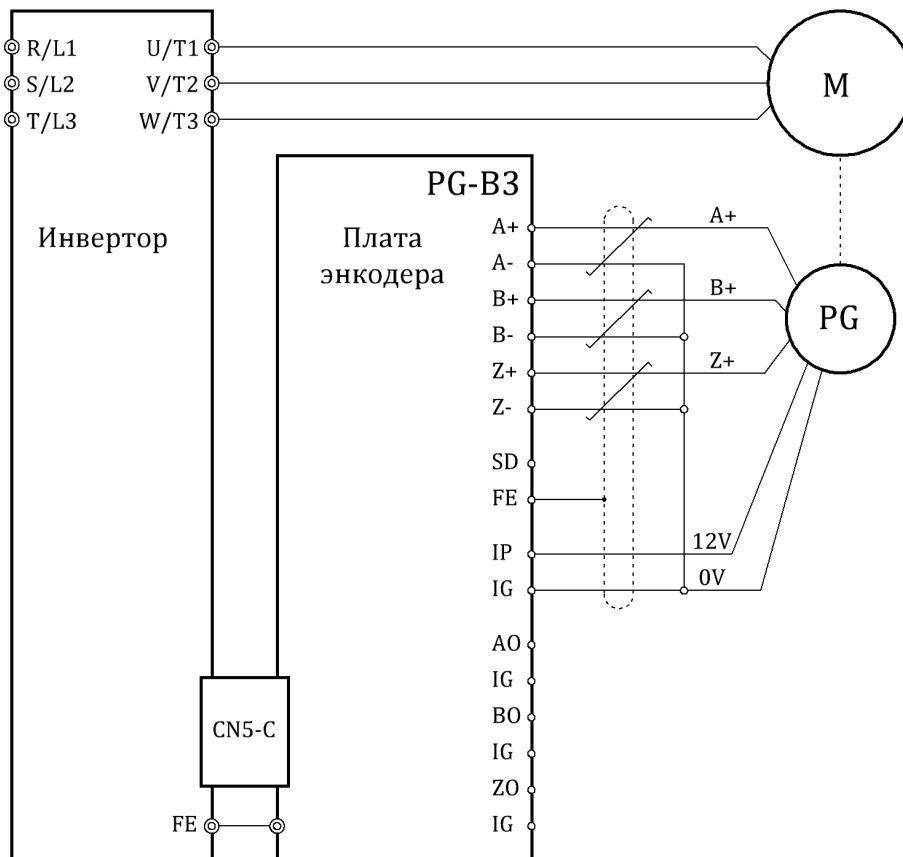 R/L1 U/T1
S/L2 V/T2
T/L3 W/T3
M
PG-B3
Инвертор
Плата
энкодера
A+ A+
A-
B+ B+
PG
B-
Z+ Z+
Z-
SD
FE
IP 12V
IG 0V
AO
IG
BO
CN5-C
IG
ZO
FE
IG